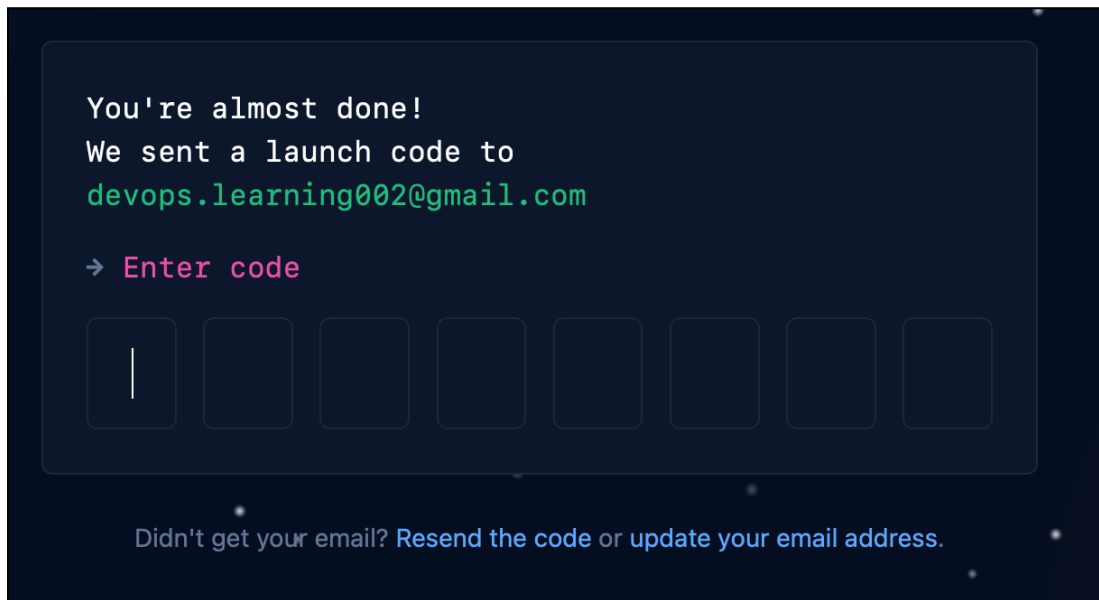 You're almost done!
We sent a launch code to
devops.learning002@gmail.com
→ Enter code
Didn't get your email? Resend the code or update your email address.